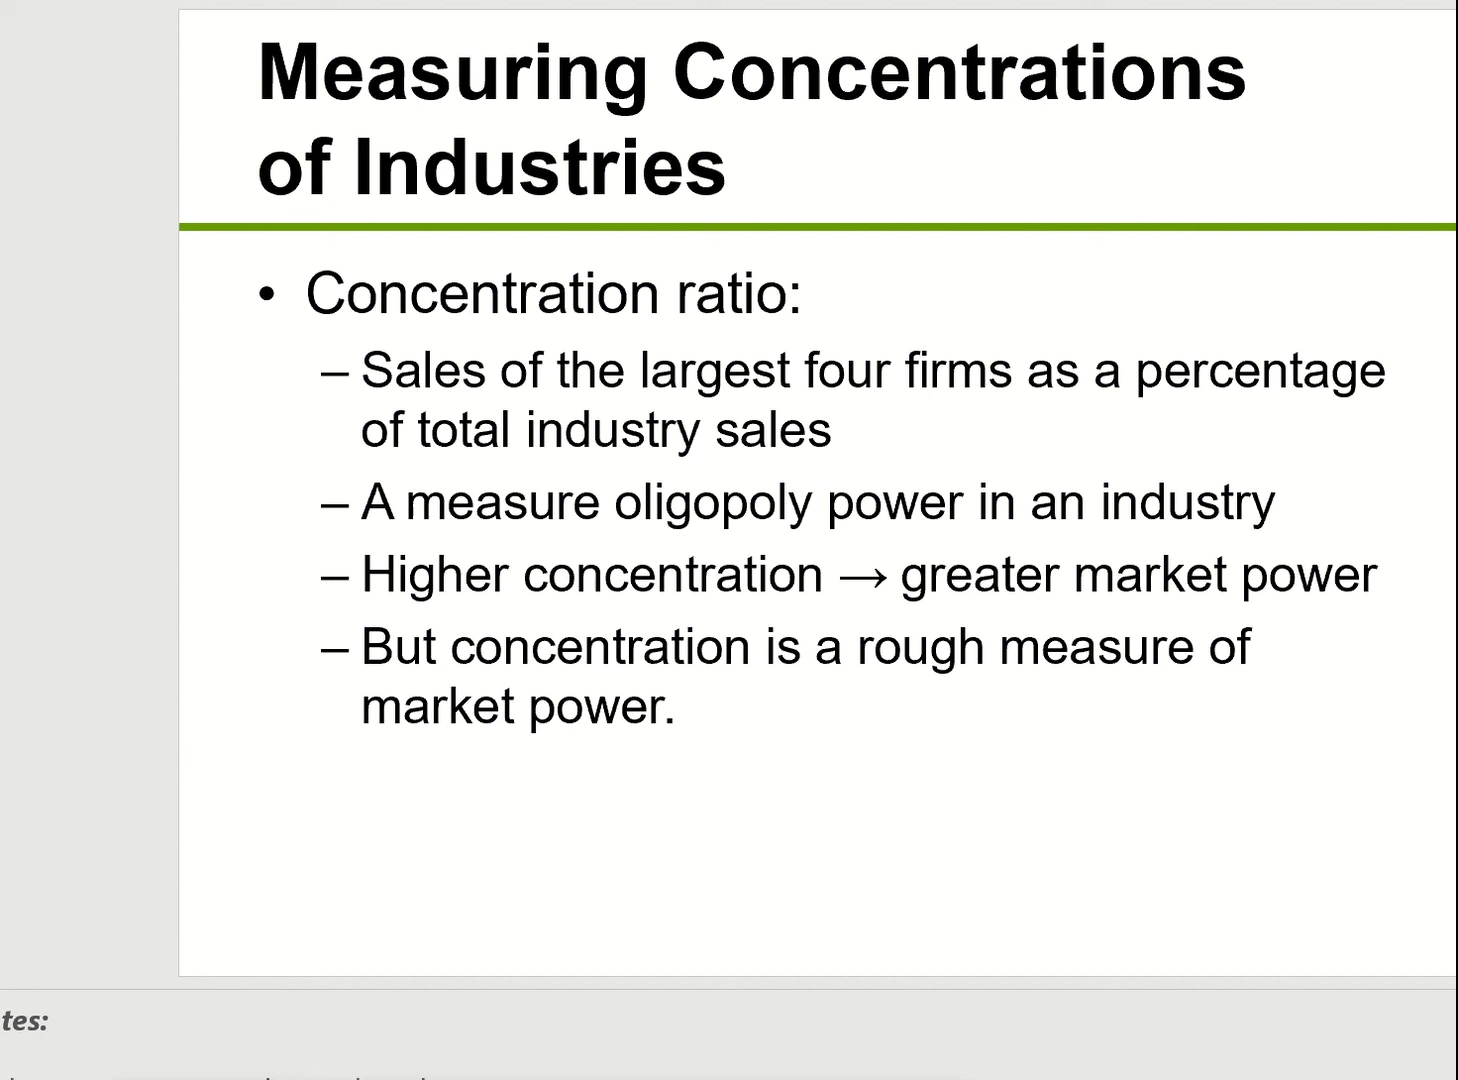 Measuring Concentrations
of Industries
• Concentration ratio:
– Sales of the largest four firms as a percentage
of total industry sales
– A measure oligopoly power in an industry
– Higher concentration → greater market power
– But concentration is a rough measure of
market power.
tes: